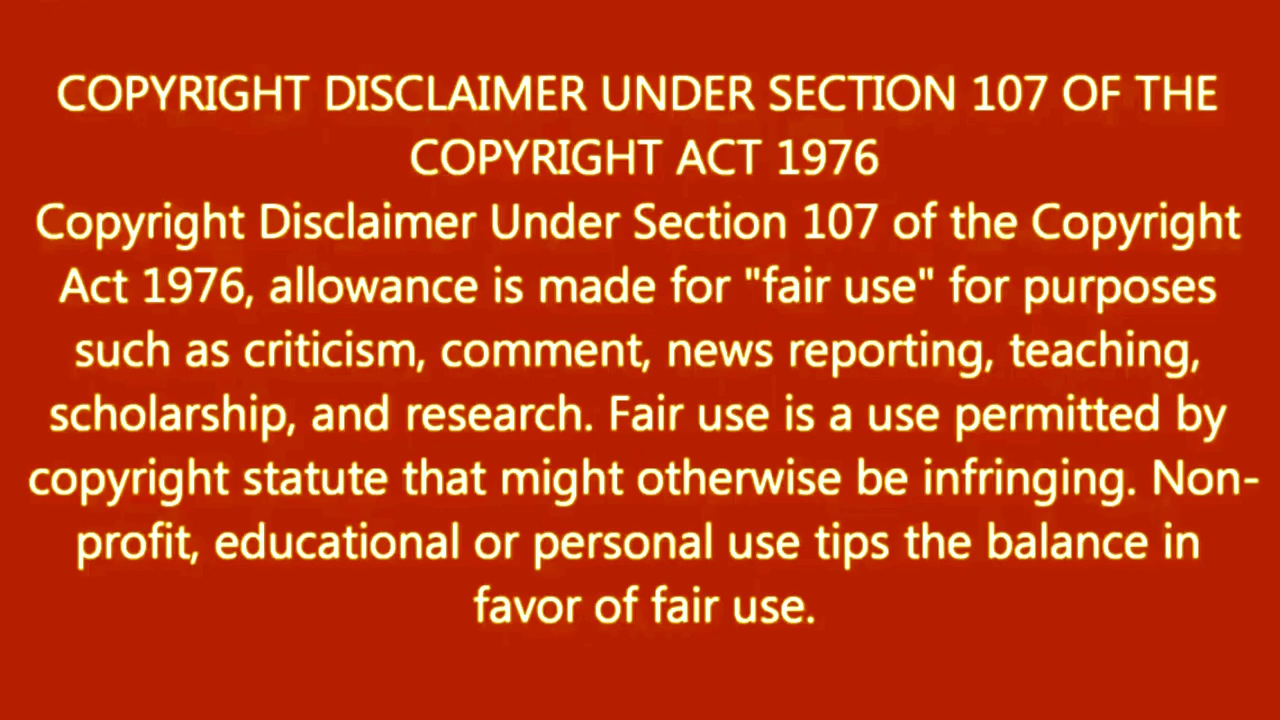 COPYRIGHT DISCLAIMER UNDER SECTION 107 OF THE
COPYRIGHT ACT 1976
Copyright Disclaimer Under Section 107 of the Copyright
Act 1976, allowance is made for "fair use" for purposes
such as criticism, comment, news reporting, teaching,
scholarship, and research. Fair use is a use permitted by
copyright statute that might otherwise be infringing. Non-
profit, educational or personal use tips the balance in
favor of fair use.